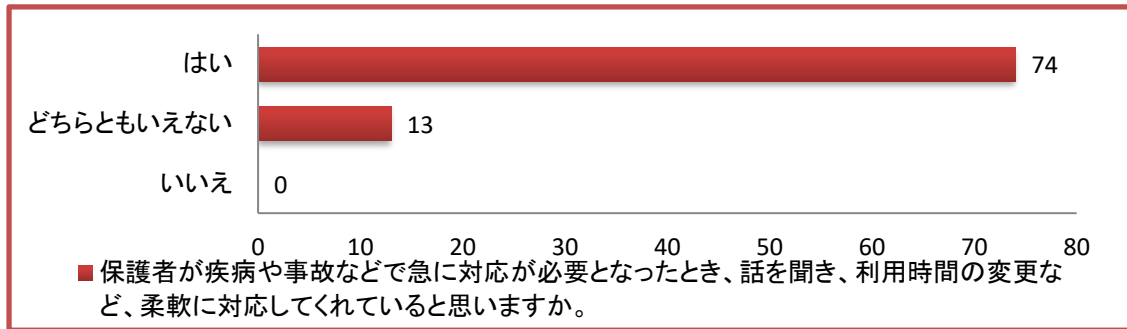 はい 74
どちらともいえない 13
いいえ 0
0 10 20 30 40 50 60 70 80
保護者が疾病や事故などで急に対応が必要となったとき、話を聞き、利用時間の変更な
ど、柔軟に対応してくれていると思いますか。